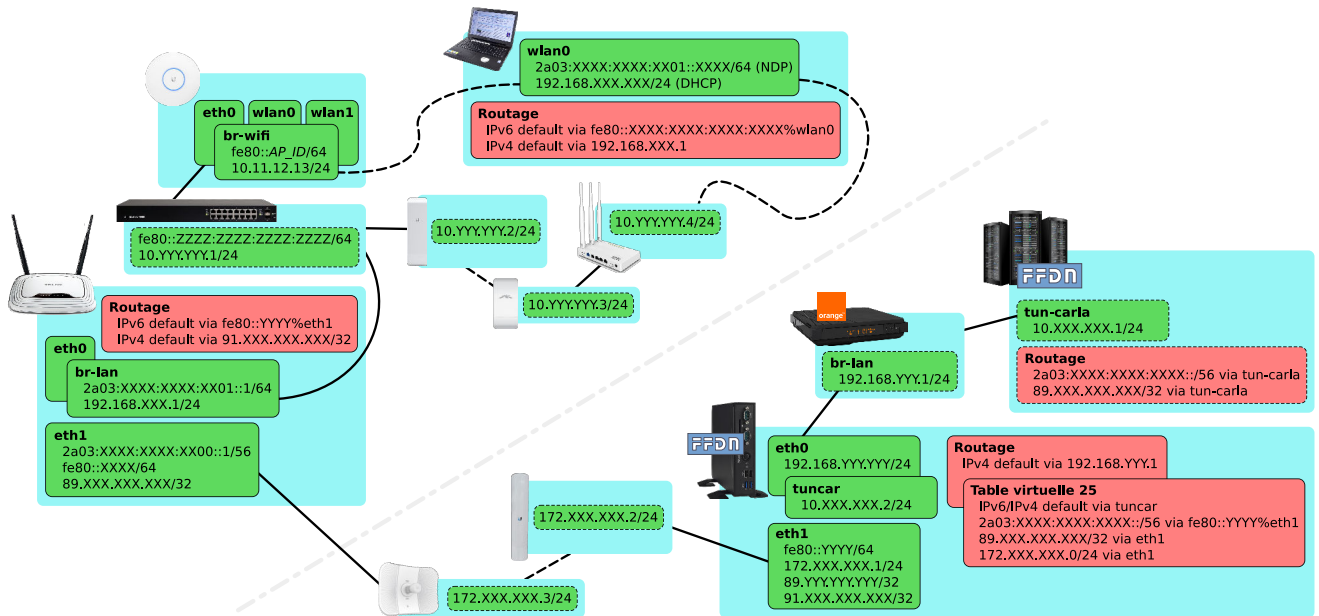 wlan0
2a03:XXXX:XXXX:XX01::XXXX/64 (NDP)
192.168.XXX.XXX/24 (DHCP)
Routage
IPv6 default via fe80::XXXX:XXXX:XXXX:XXXX%wlan0
IPv4 default via 192.168.XXX.1
eth0
wlan0
wlan1
br-wifi
fe80::AP_ID/64
10.11.12.13/24
fe80::ZZZZ:ZZZZ:ZZZZ:ZZZZ/64
10.YYY.YYY.1/24
10.YYY.YYY.2/24
10.YYY.YYY.4/24
10.YYY.YYY.3/24
Routage
IPv6 default via fe80::YYYY%eth1
IPv4 default via 91.XXX.XXX.XXX/32
eth0
br-lan
2a03:XXXX:XXXX:XX01::1/64
192.168.XXX.1/24
eth1
2a03:XXXX:XXXX:XX00::1/56
fe80::XXXX/64
89.XXX.XXX.XXX/32
172.XXX.XXX.3/24
172.XXX.XXX.2/24
FFDN
tun-carla
10.XXX.XXX.1/24
Routage
2a03:XXXX:XXXX:XXXX::/56 via tun-carla
89.XXX.XXX.XXX/32 via tun-carla
orange
br-lan
192.168.YYY.1/24
FFDN
eth0
192.168.YYY.YYY/24
tuncar
10.XXX.XXX.2/24
eth1
fe80::YYYY/64
172.XXX.XXX.1/24
89.YYY.YYY.YYY/32
91.XXX.XXX.XXX/32
Routage
IPv4 default via 192.168.YYY.1
Table virtuelle 25
IPv6/IPv4 default via tuncar
2a03:XXXX:XXXX:XXXX::/56 via fe80::YYYY%eth1
89.XXX.XXX.XXX/32 via eth1
172.XXX.XXX.0/24 via eth1